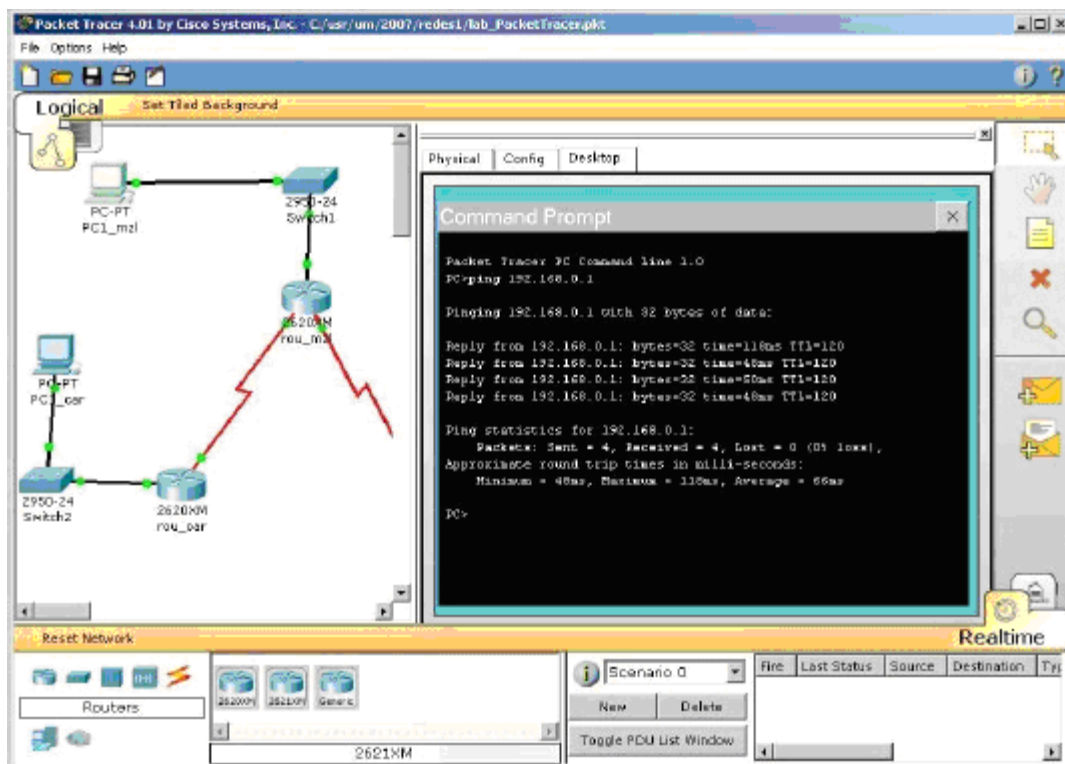 Packet Tracer 4.01 by Cisco Systems, Inc. - C:/usr/um/2007/redes1/lab_PacketTracer.pkt
File Options Help
Logical
Set Tiled Background
PC-PT
PC1_mzl
2950-24
Switch1
2620XM
rou_mzl
PC-PT
PC1_car
2950-24
Switch2
2620XM
rou_car
Physical Config Desktop
Command Prompt
Packet Tracer PC Command Line 1.0
PC>ping 192.168.0.1
Pinging 192.168.0.1 with 32 bytes of data:
Reply from 192.168.0.1: bytes=32 time=118ms TTL=120
Reply from 192.168.0.1: bytes=32 time=48ms TTL=120
Reply from 192.168.0.1: bytes=32 time=50ms TTL=120
Reply from 192.168.0.1: bytes=32 time=48ms TTL=120
Ping statistics for 192.168.0.1:
Packets: Sent = 4, Received = 4, Lost = 0 (0% loss),
Approximate round trip times in milli-seconds:
Minimum = 48ms, Maximum = 118ms, Average = 66ms
PC>
Reset Network
Realtime
Routers
2620XM 2621XM Generic
2621XM
Scenario 0
New Delete
Toggle PDU List Window
Fire Last Status Source Destination Typ